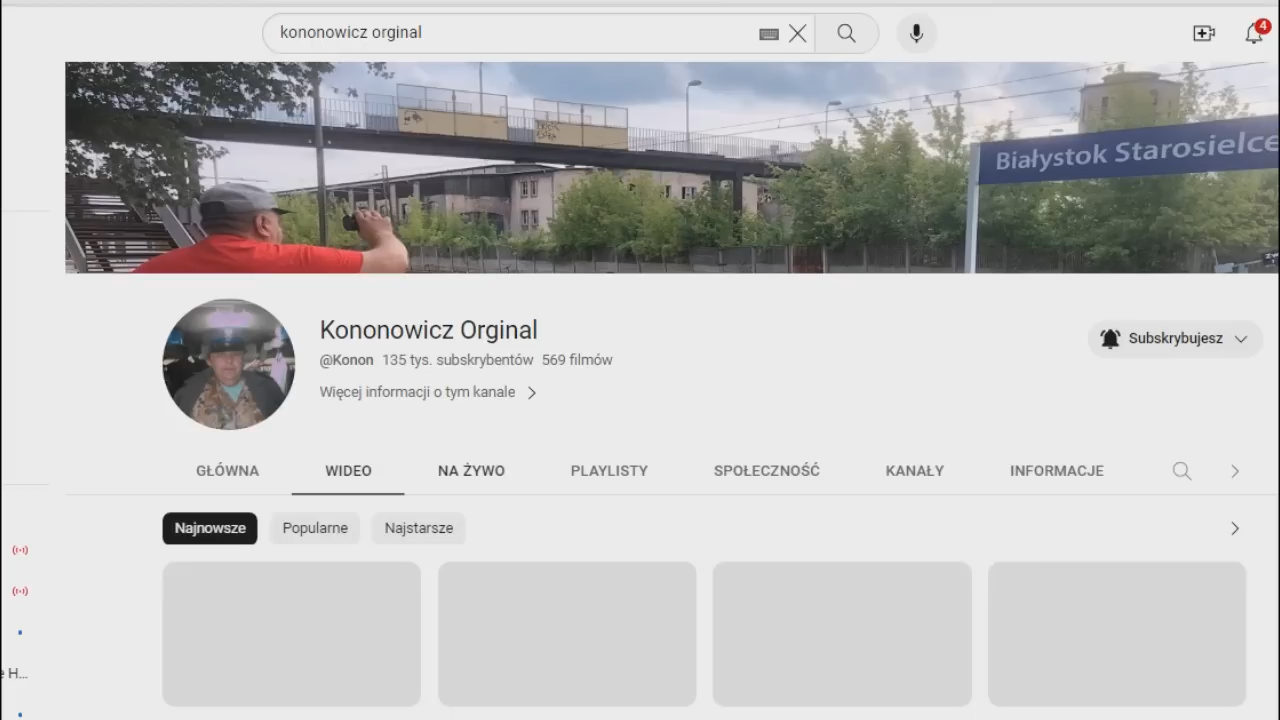 kononowicz orginal
4
Białystok Starosielce
Kononowicz Orginal
@Konon 135 tys. subskrybentów 569 filmów
Subskrybujesz
Więcej informacji o tym kanale
GŁÓWNA WIDEO NA ŻYWO PLAYLISTY SPOŁECZNOŚĆ KANAŁY INFORMACJE
Najnowsze Popularne Najstarsze
e H...